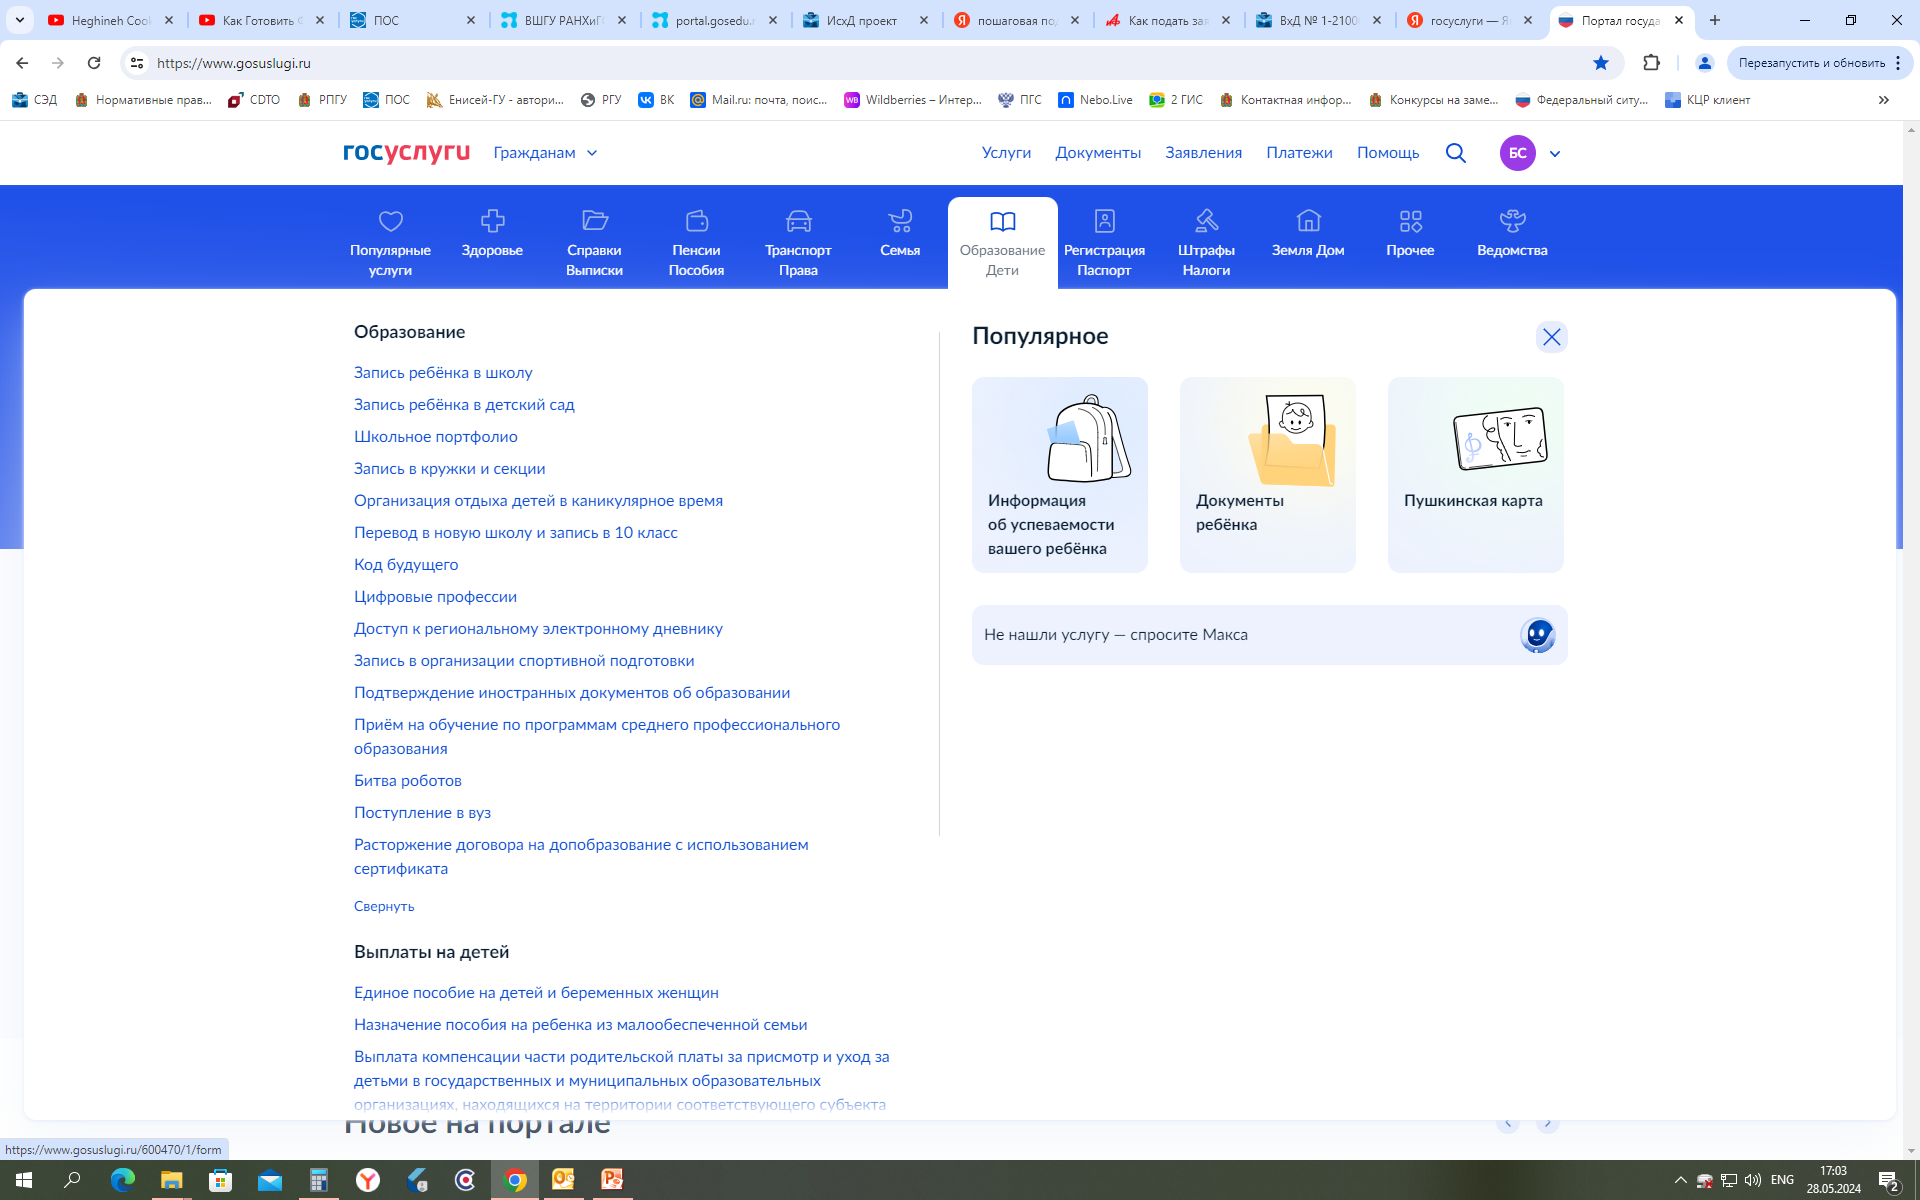 Heghineh Cook
Как Готовить
ПОС
ВШГУ РАНХиГ
portal.gosedu.r
ИсхД проект
пошаговая по
Как подать за
ВхД № 1-2100
госуслуги — Я
Портал госуда
https://www.gosuslugi.ru
Перезапустить и обновить
СЭД
Нормативные прав...
CDTO
РПГУ
ПОС
Енисей-ГУ - автори...
РГУ
ВК
Mail.ru: почта, поис...
Wildberries – Интер...
ПГС
Nebo.Live
2 ГИС
Контактная инфор...
Конкурсы на заме...
Федеральный ситу...
КЦР клиент
госуслуги
Гражданам
Услуги
Документы
Заявления
Платежи
Помощь
БС
Популярные
услуги
Здоровье
Справки
Выписки
Пенсии
Пособия
Транспорт
Права
Семья
Образование
Дети
Регистрация
Паспорт
Штрафы
Налоги
Земля Дом
Прочее
Ведомства
Образование
Запись ребёнка в школу
Запись ребёнка в детский сад
Школьное портфолио
Запись в кружки и секции
Организация отдыха детей в каникулярное время
Перевод в новую школу и запись в 10 класс
Код будущего
Цифровые профессии
Доступ к региональному электронному дневнику
Запись в организации спортивной подготовки
Подтверждение иностранных документов об образовании
Приём на обучение по программам среднего профессионального
образования
Битва роботов
Поступление в вуз
Расторжение договора на допобразование с использованием
сертификата
Свернуть
Выплаты на детей
Единое пособие на детей и беременных женщин
Назначение пособия на ребенка из малообеспеченной семьи
Выплата компенсации части родительской платы за присмотр и уход за
детьми в государственных и муниципальных образовательных
организациях, находящихся на территории соответствующего субъекта
Популярное
Информация
об успеваемости
вашего ребёнка
Документы
ребёнка
Пушкинская карта
Не нашли услугу — спросите Макса
Новое на портале
https://www.gosuslugi.ru/600470/1/form
ENG
17:03
28.05.2024
2